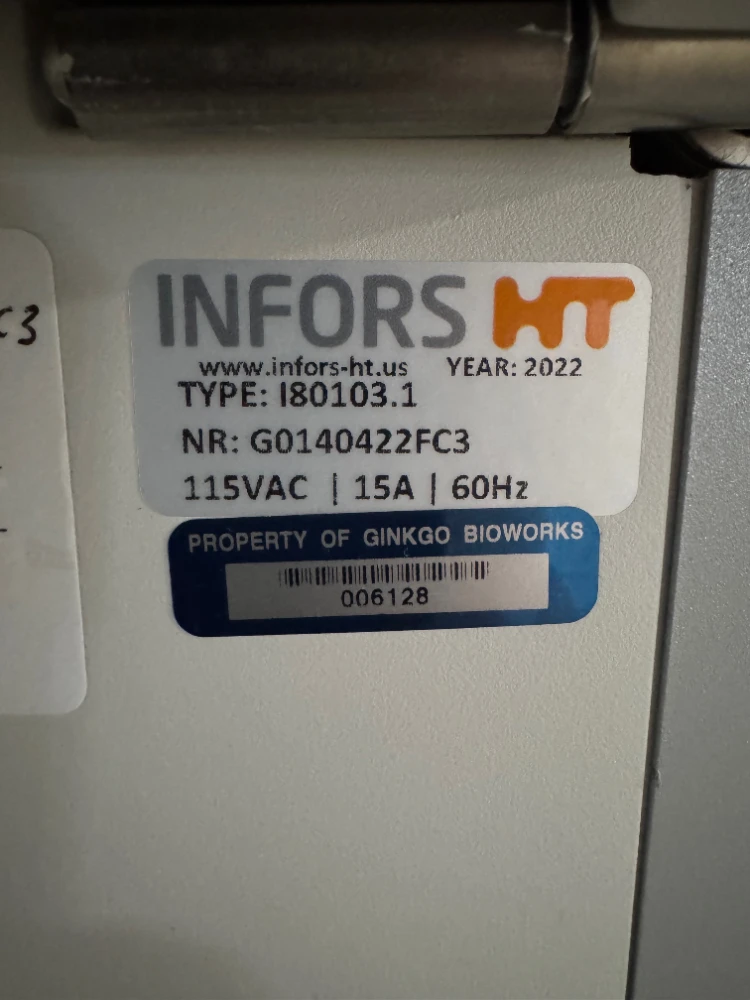 INFORS HT
www.infors-ht.us YEAR: 2022
TYPE: I80103.1
NR: G0140422FC3
115VAC | 15A | 60Hz
PROPERTY OF GINKGO BIOWORKS
006128